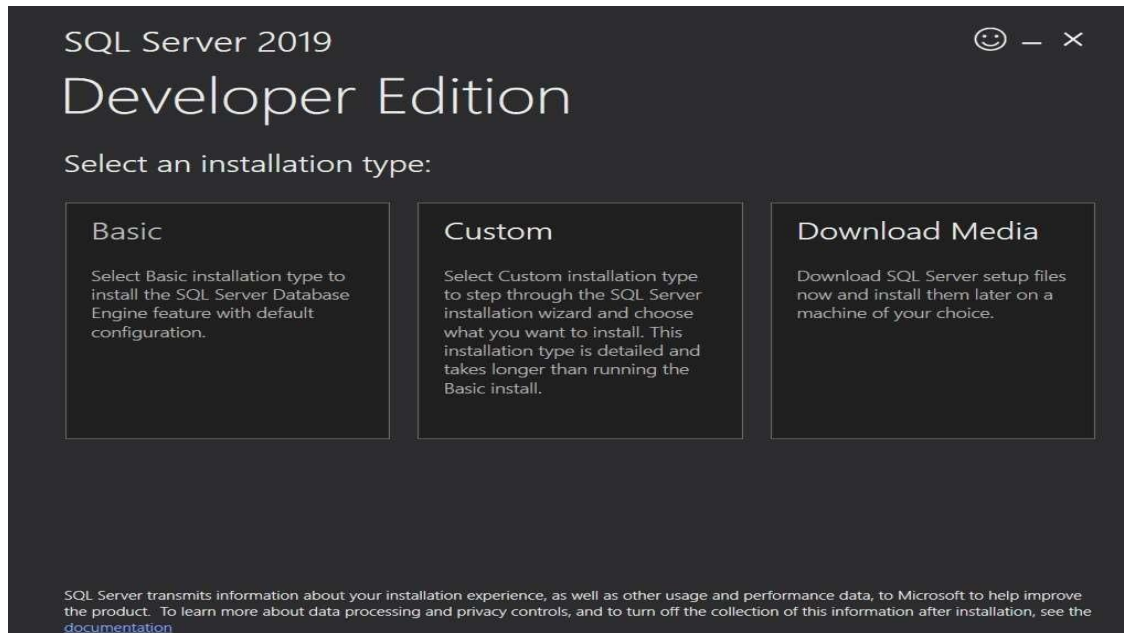 SQL Server 2019
Developer Edition
Select an installation type:
Basic
Select Basic installation type to
install the SQL Server Database
Engine feature with default
configuration.
Custom
Select Custom installation type
to step through the SQL Server
installation wizard and choose
what you want to install. This
installation type is detailed and
takes longer than running the
Basic install.
Download Media
Download SQL Server setup files
now and install them later on a
machine of your choice.
SQL Server transmits information about your installation experience, as well as other usage and performance data, to Microsoft to help improve
the product. To learn more about data processing and privacy controls, and to turn off the collection of this information after installation, see the
documentation